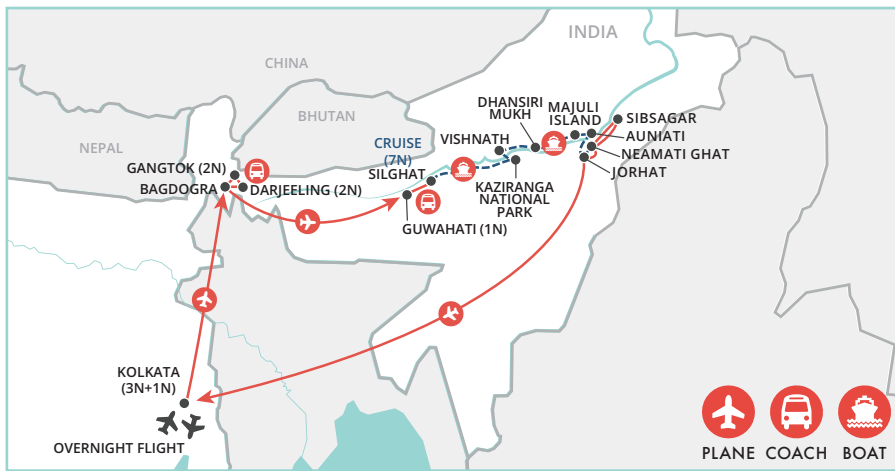 INDIA
CHINA
BHUTAN
NEPAL
DHANSIRI
MUKH
MAJULI
ISLAND
SIBSAGAR
AUNIATI
NEAMATI GHAT
JORHAT
VISHNATH
CRUISE
(7N)
SILGHAT
KAZIRANGA
NATIONAL
PARK
GANGTOK (2N)
BAGDOGRA
DARJEELING (2N)
GUWAHATI (1N)
KOLKATA
(3N+1N)
OVERNIGHT FLIGHT
PLANE
COACH
BOAT